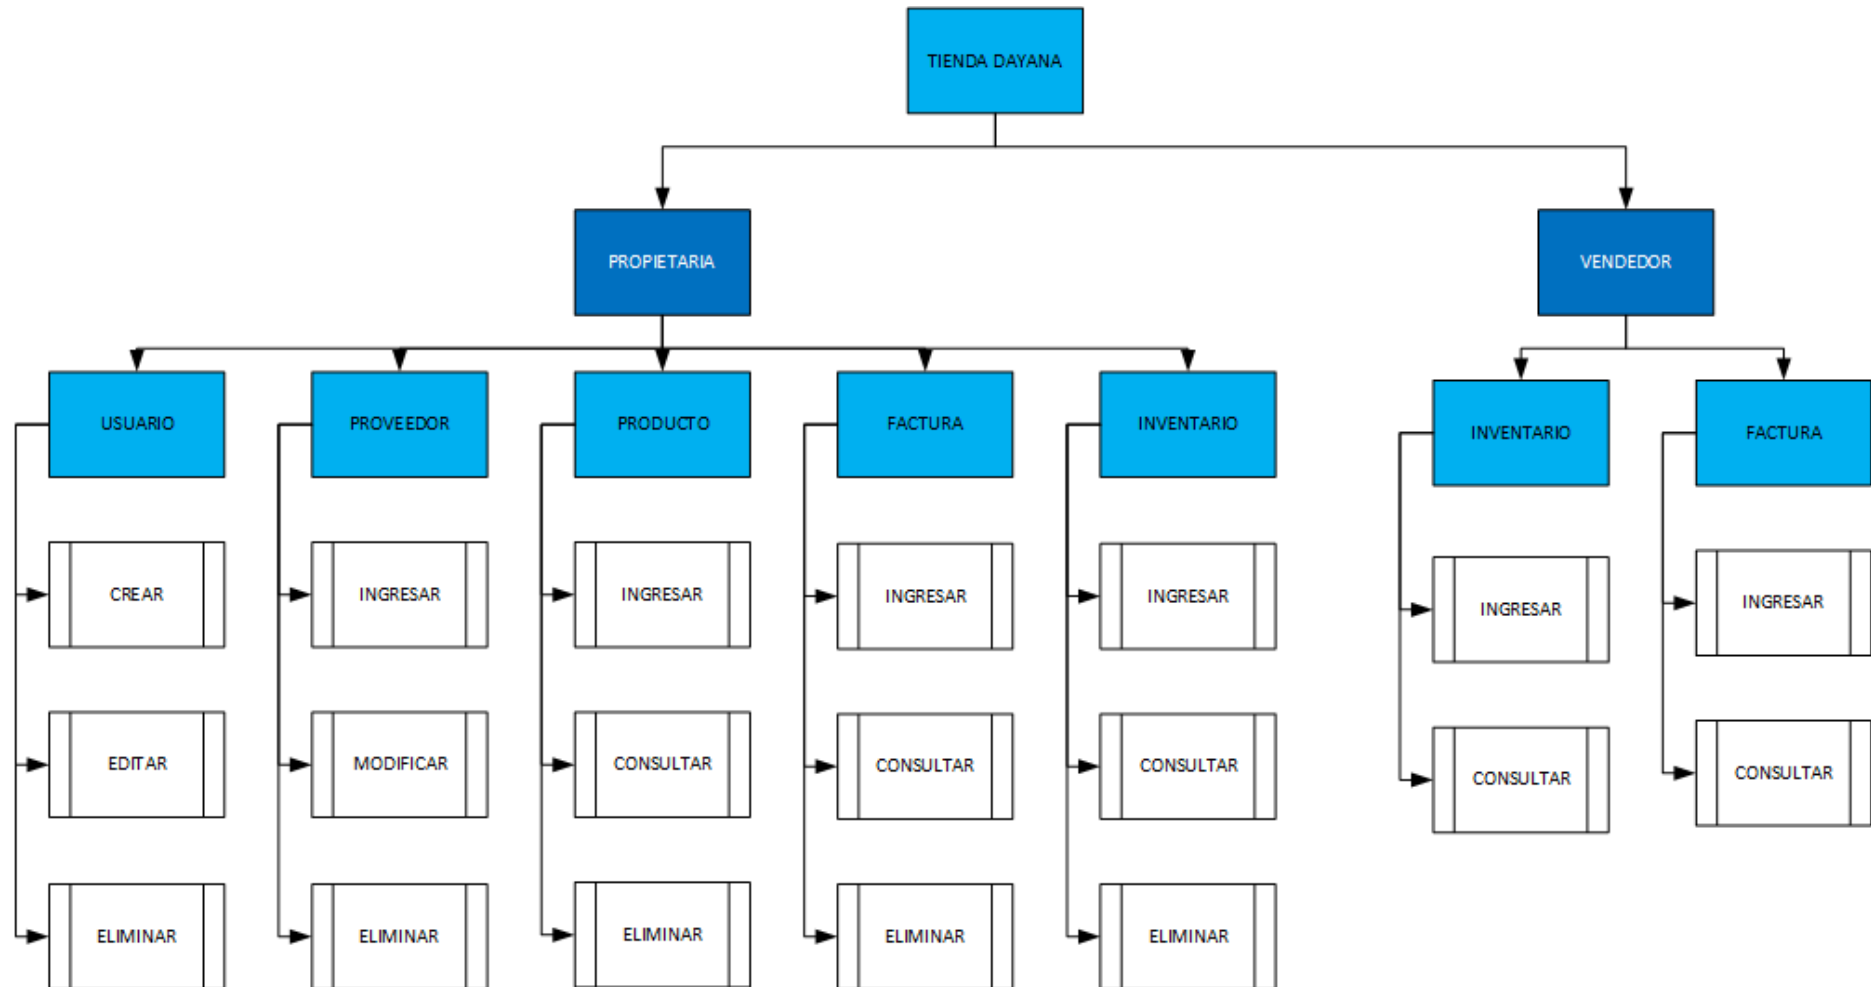 TIENDA DAYANA
PROPIETARIA
VENDEDOR
USUARIO
PROVEEDOR
PRODUCTO
FACTURA
INVENTARIO
INVENTARIO
FACTURA
CREAR
INGRESAR
INGRESAR
INGRESAR
INGRESAR
INGRESAR
INGRESAR
EDITAR
MODIFICAR
CONSULTAR
CONSULTAR
CONSULTAR
CONSULTAR
CONSULTAR
ELIMINAR
ELIMINAR
ELIMINAR
ELIMINAR
ELIMINAR